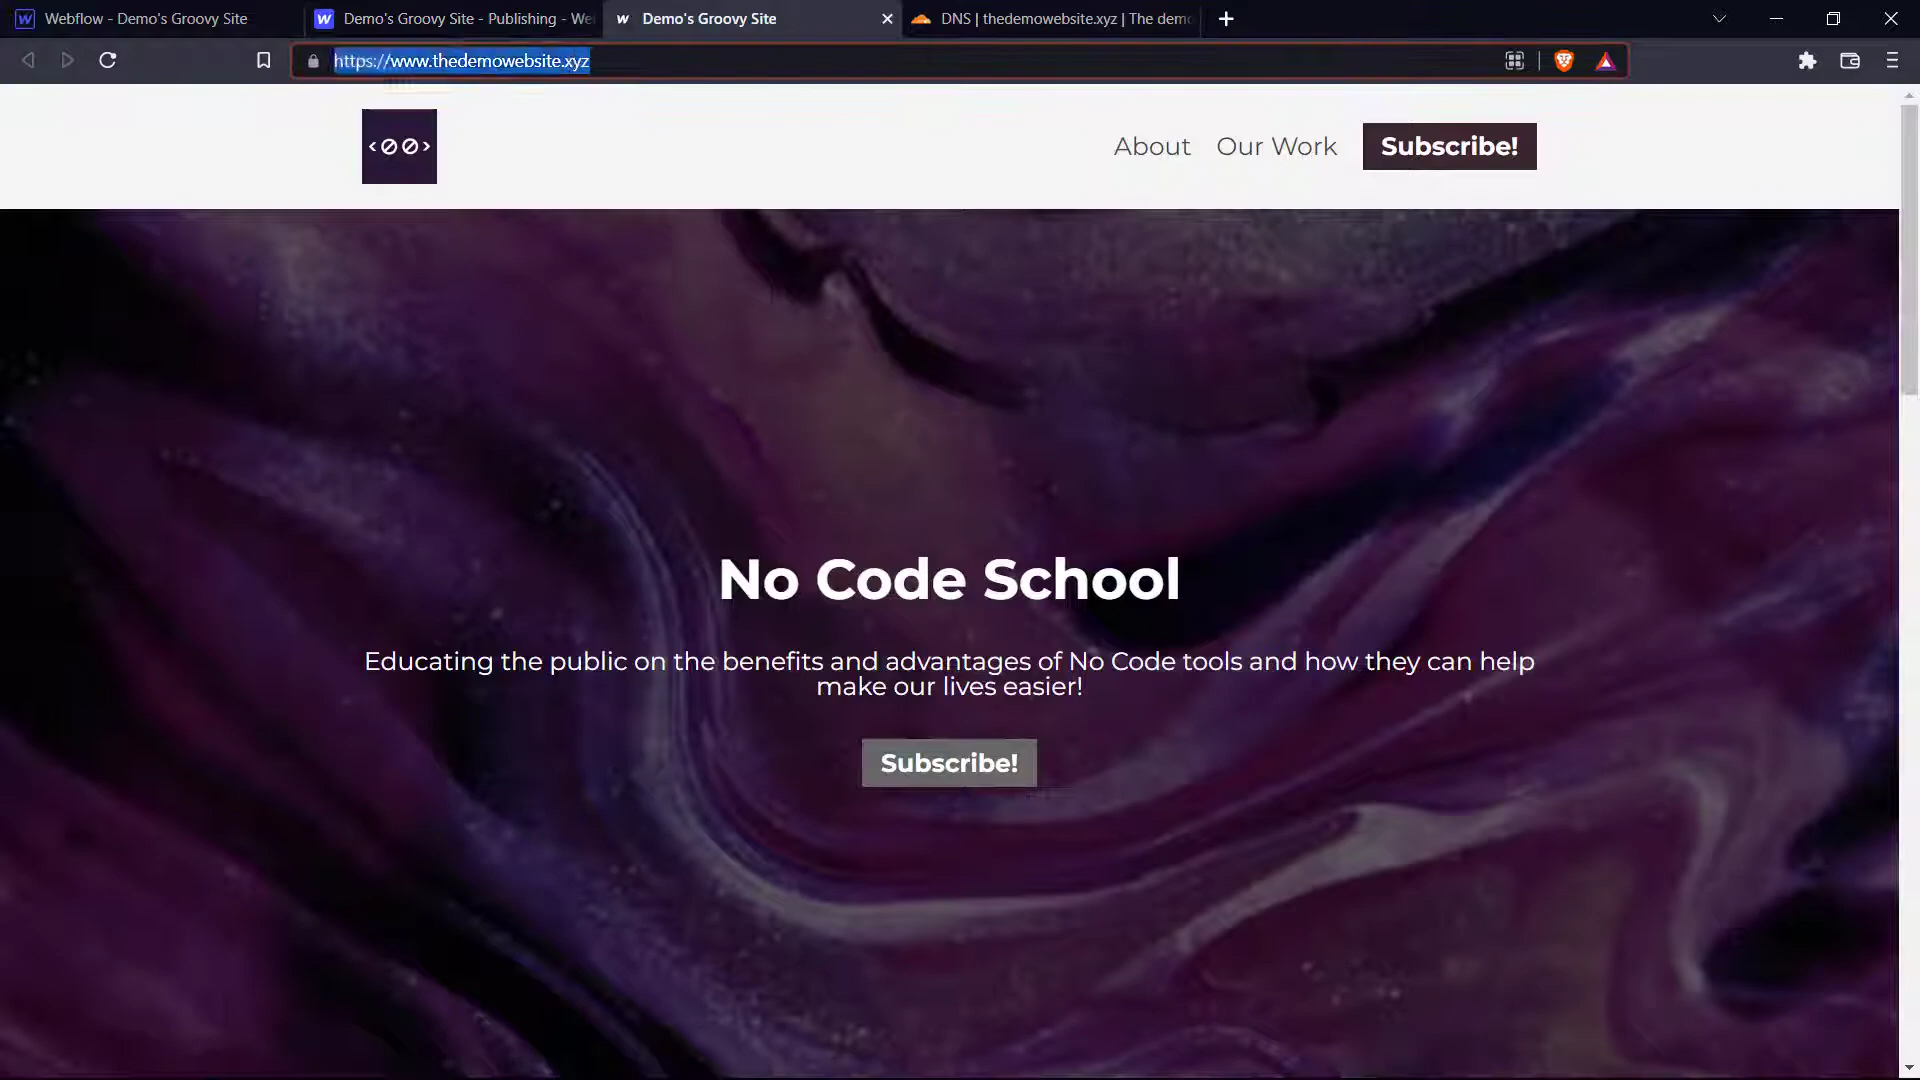 Webflow - Demo's Groovy Site
Demo's Groovy Site - Publishing - We
Demo's Groovy Site
DNS | thedemowebsite.xyz | The demo
https://www.thedemowebsite.xyz
<⊘⊘>
About
Our Work
Subscribe!
No Code School
Educating the public on the benefits and advantages of No Code tools and how they can help
make our lives easier!
Subscribe!